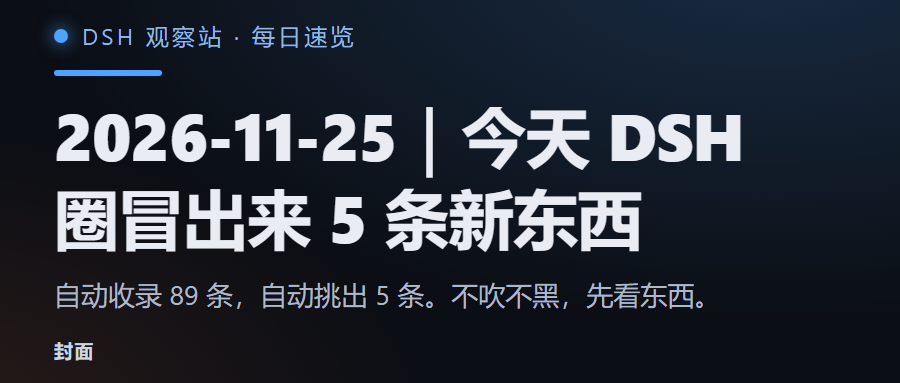 DSH 观察站 · 每日速览
2026-11-25｜今天 DSH
圈冒出来 5 条新东西
自动收录 89 条，自动挑出 5 条。不吹不黑，先看东西。
封面